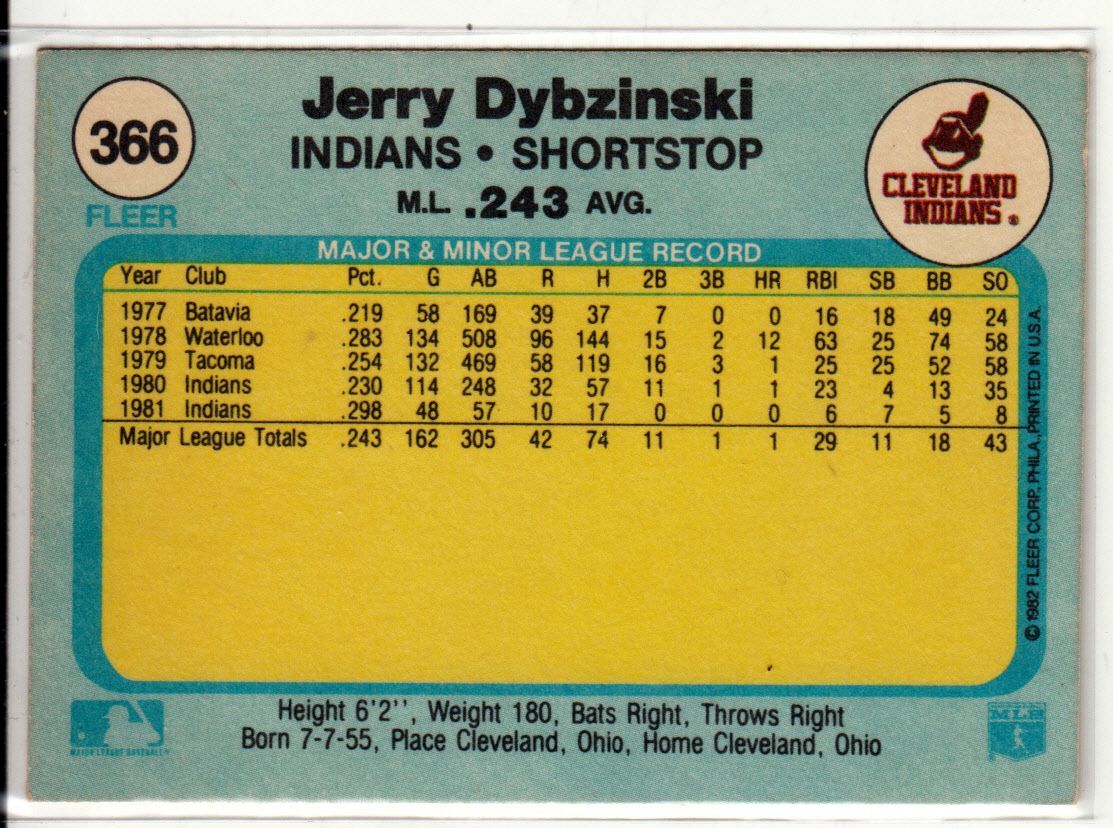 366
FLEER
Jerry Dybzinski
INDIANS • SHORTSTOP
M.L. .243 AVG.
CLEVELAND
INDIANS ®
MAJOR & MINOR LEAGUE RECORD
Year Club Pct. G AB R H 2B 3B HR RBI SB BB SO
1977 Batavia .219 58 169 39 37 7 0 0 16 18 49 24
1978 Waterloo .283 134 508 96 144 15 2 12 63 25 74 58
1979 Tacoma .254 132 469 58 119 16 3 1 25 25 52 58
1980 Indians .230 114 248 32 57 11 1 1 23 4 13 35
1981 Indians .298 48 57 10 17 0 0 0 6 7 5 8
Major League Totals .243 162 305 42 74 11 1 1 29 11 18 43
© 1982 FLEER CORP., PHILA., PRINTED IN U.S.A.
Height 6'2'', Weight 180, Bats Right, Throws Right
Born 7-7-55, Place Cleveland, Ohio, Home Cleveland, Ohio
MAJOR LEAGUE BASEBALL
MLB